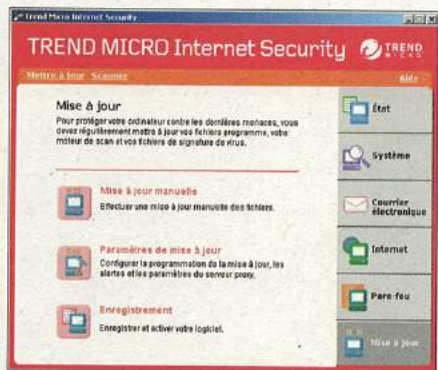 Trend Micro Internet Security
TREND MICRO Internet Security
TREND
MICRO
Mettre à jour Scanner
Aide
Mise à jour
Pour protéger votre ordinateur contre les dernières menaces, vous
devez régulièrement mettre à jour vos fichiers programme, votre
moteur de scan et vos fichiers de signature de virus.
Mise à jour manuelle
Effectuer une mise à jour manuelle des fichiers.
Paramètres de mise à jour
Configurer la programmation de la mise à jour, les
alertes et les paramètres du serveur proxy.
Enregistrement
Enregistrer et activer votre logiciel.
État
Système
Courrier
électronique
Internet
Pare-feu
Mise à jour